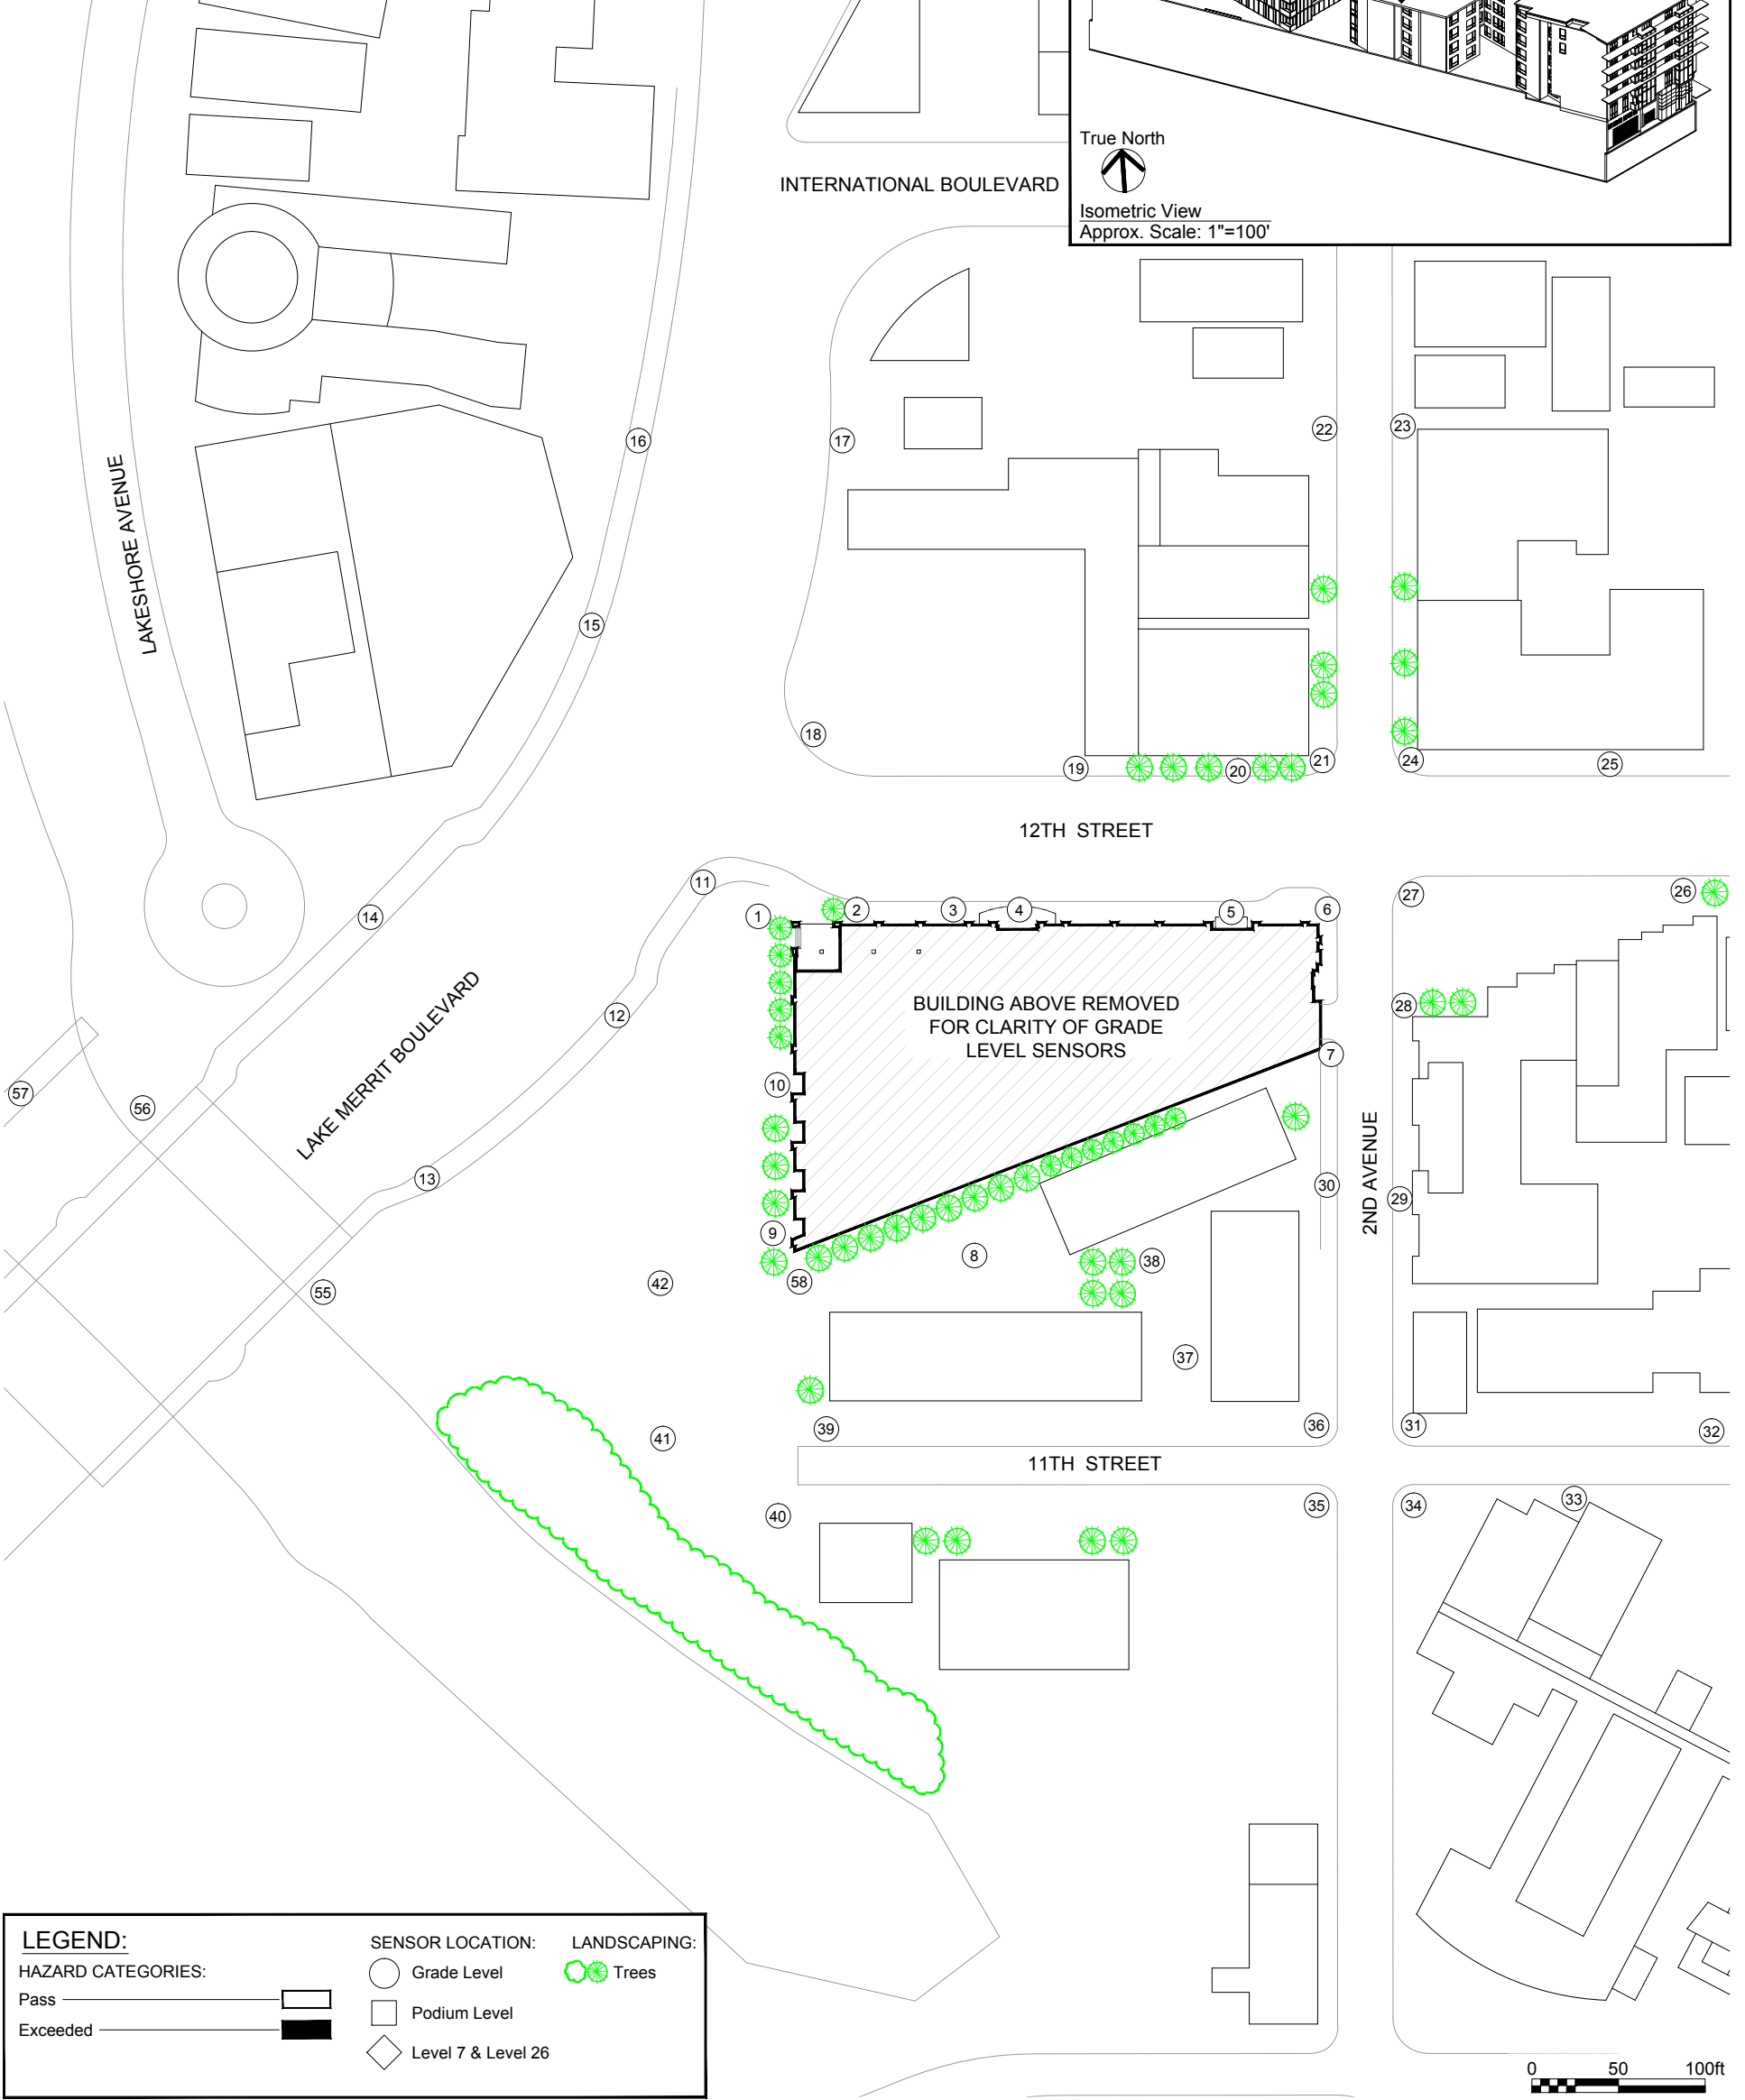 True North
Isometric View
Approx. Scale: 1"=100'
INTERNATIONAL BOULEVARD
LAKESHORE AVENUE
16
17
22
23
15
18
19
20
21
24
25
12TH STREET
11
14
1
2
3
4
5
6
27
26
12
LAKE MERRIT BOULEVARD
BUILDING ABOVE REMOVED
FOR CLARITY OF GRADE
LEVEL SENSORS
28
7
57
56
10
2ND AVENUE
13
30
29
9
8
38
55
42
58
37
41
39
36
31
32
11TH STREET
40
35
34
33
LEGEND:
HAZARD CATEGORIES:
Pass
Exceeded
SENSOR LOCATION:
Grade Level
Podium Level
Level 7 & Level 26
LANDSCAPING:
Trees
0 50 100ft